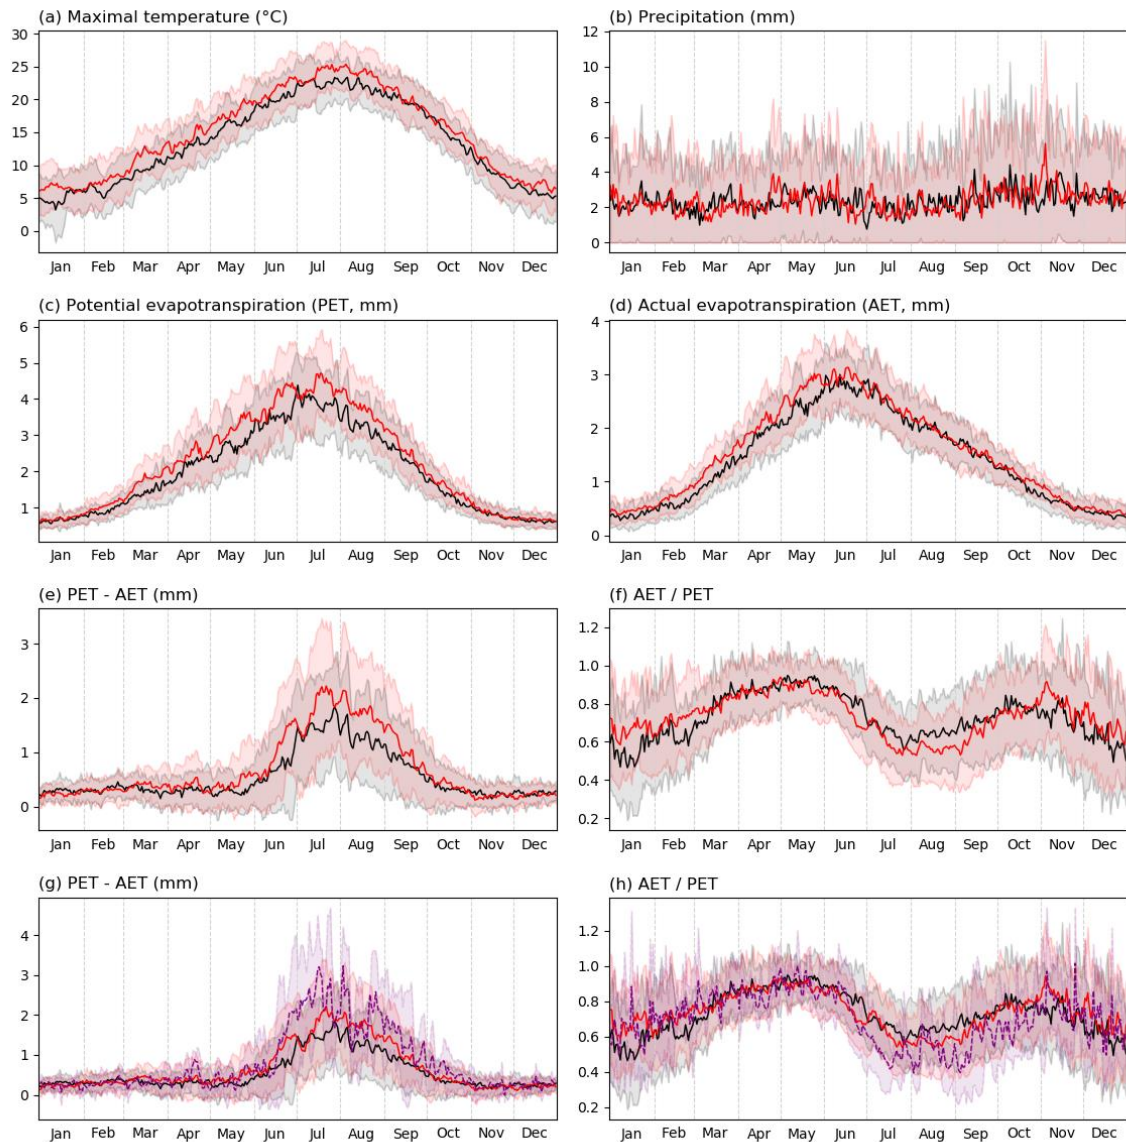 (a) Maximal temperature (°C)
30
25
20
15
10
5
0
Jan Feb Mar Apr May Jun Jul Aug Sep Oct Nov Dec
(b) Precipitation (mm)
12
10
8
6
4
2
0
Jan Feb Mar Apr May Jun Jul Aug Sep Oct Nov Dec
(c) Potential evapotranspiration (PET, mm)
6
5
4
3
2
1
Jan Feb Mar Apr May Jun Jul Aug Sep Oct Nov Dec
(d) Actual evapotranspiration (AET, mm)
4
3
2
1
0
Jan Feb Mar Apr May Jun Jul Aug Sep Oct Nov Dec
(e) PET - AET (mm)
3
2
1
0
Jan Feb Mar Apr May Jun Jul Aug Sep Oct Nov Dec
(f) AET / PET
1.2
1.0
0.8
0.6
0.4
0.2
Jan Feb Mar Apr May Jun Jul Aug Sep Oct Nov Dec
(g) PET - AET (mm)
4
3
2
1
0
Jan Feb Mar Apr May Jun Jul Aug Sep Oct Nov Dec
(h) AET / PET
1.2
1.0
0.8
0.6
0.4
0.2
Jan Feb Mar Apr May Jun Jul Aug Sep Oct Nov Dec